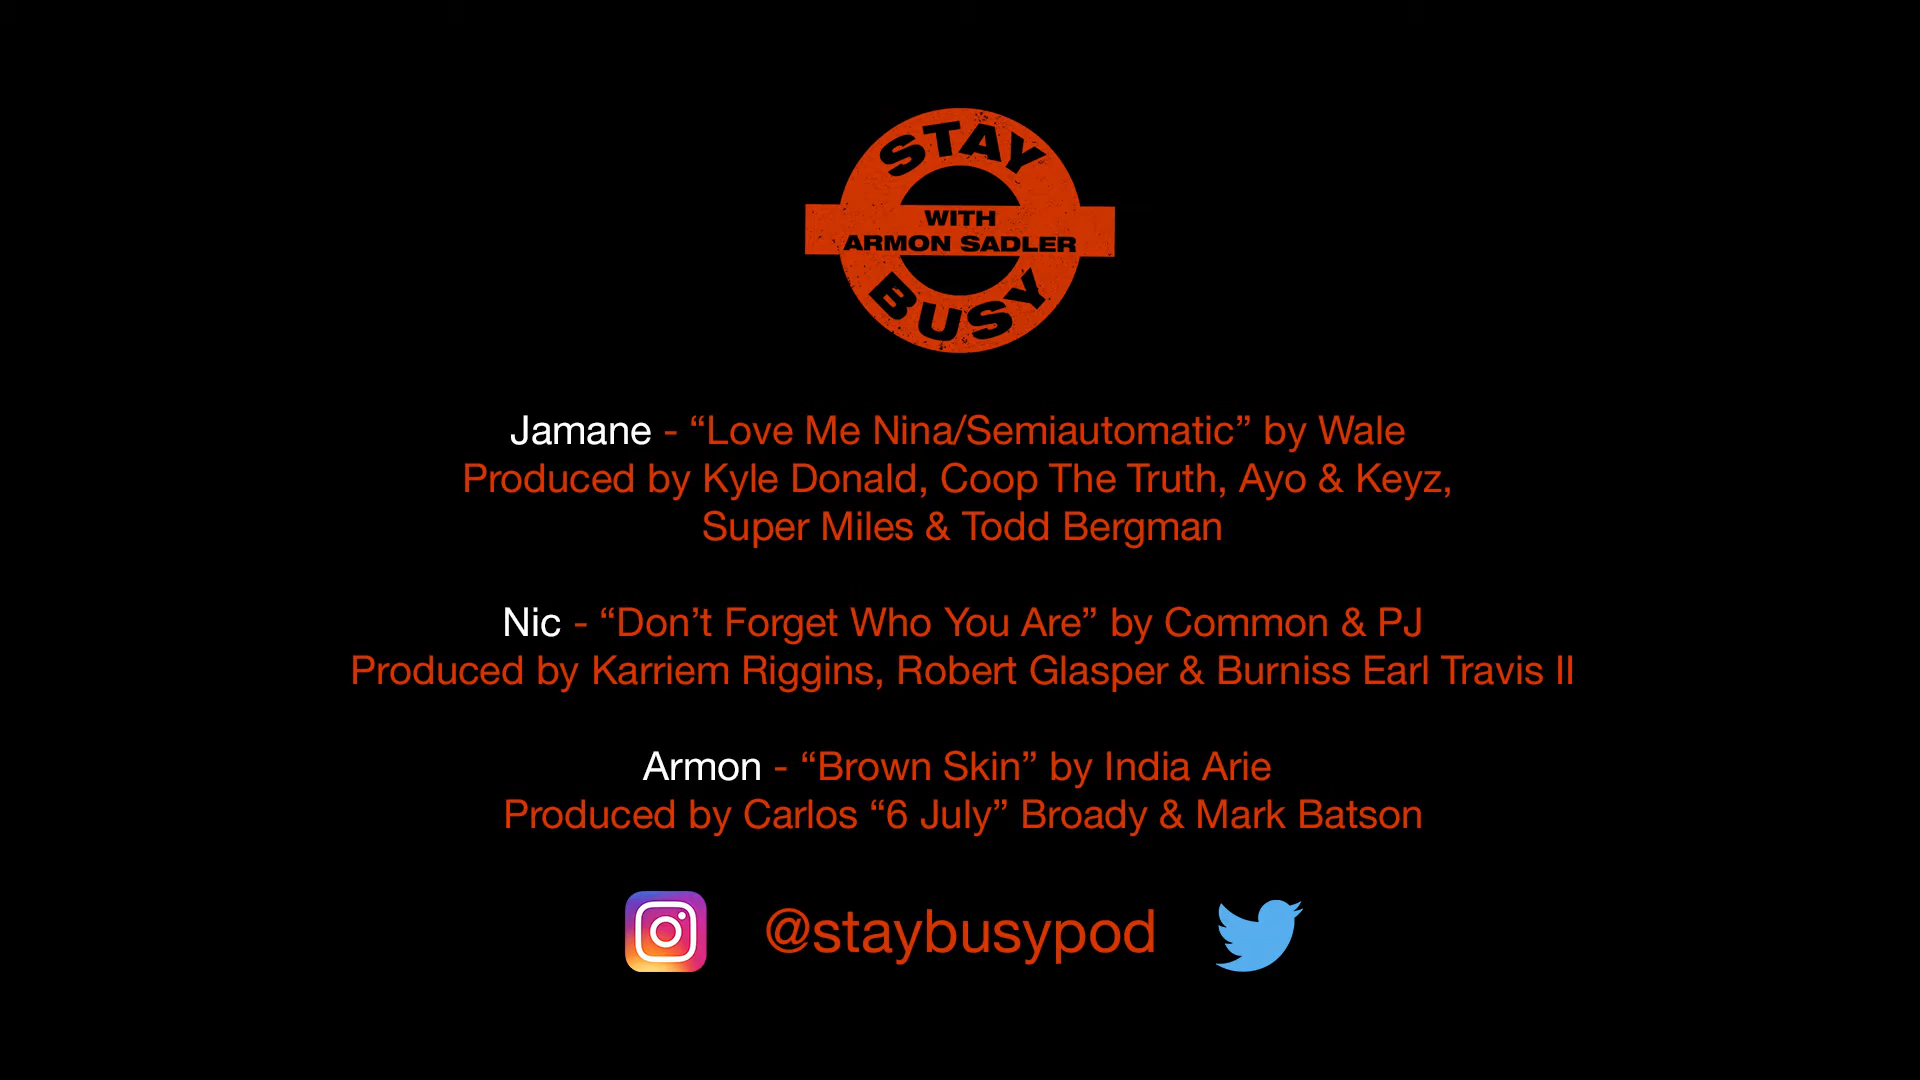 STAY
WITH
ARMON SADLER
BUSY
Jamane - “Love Me Nina/Semiautomatic” by Wale
Produced by Kyle Donald, Coop The Truth, Ayo & Keyz,
Super Miles & Todd Bergman
Nic - “Don’t Forget Who You Are” by Common & PJ
Produced by Karriem Riggins, Robert Glasper & Burniss Earl Travis II
Armon - “Brown Skin” by India Arie
Produced by Carlos “6 July” Broady & Mark Batson
@staybusypod